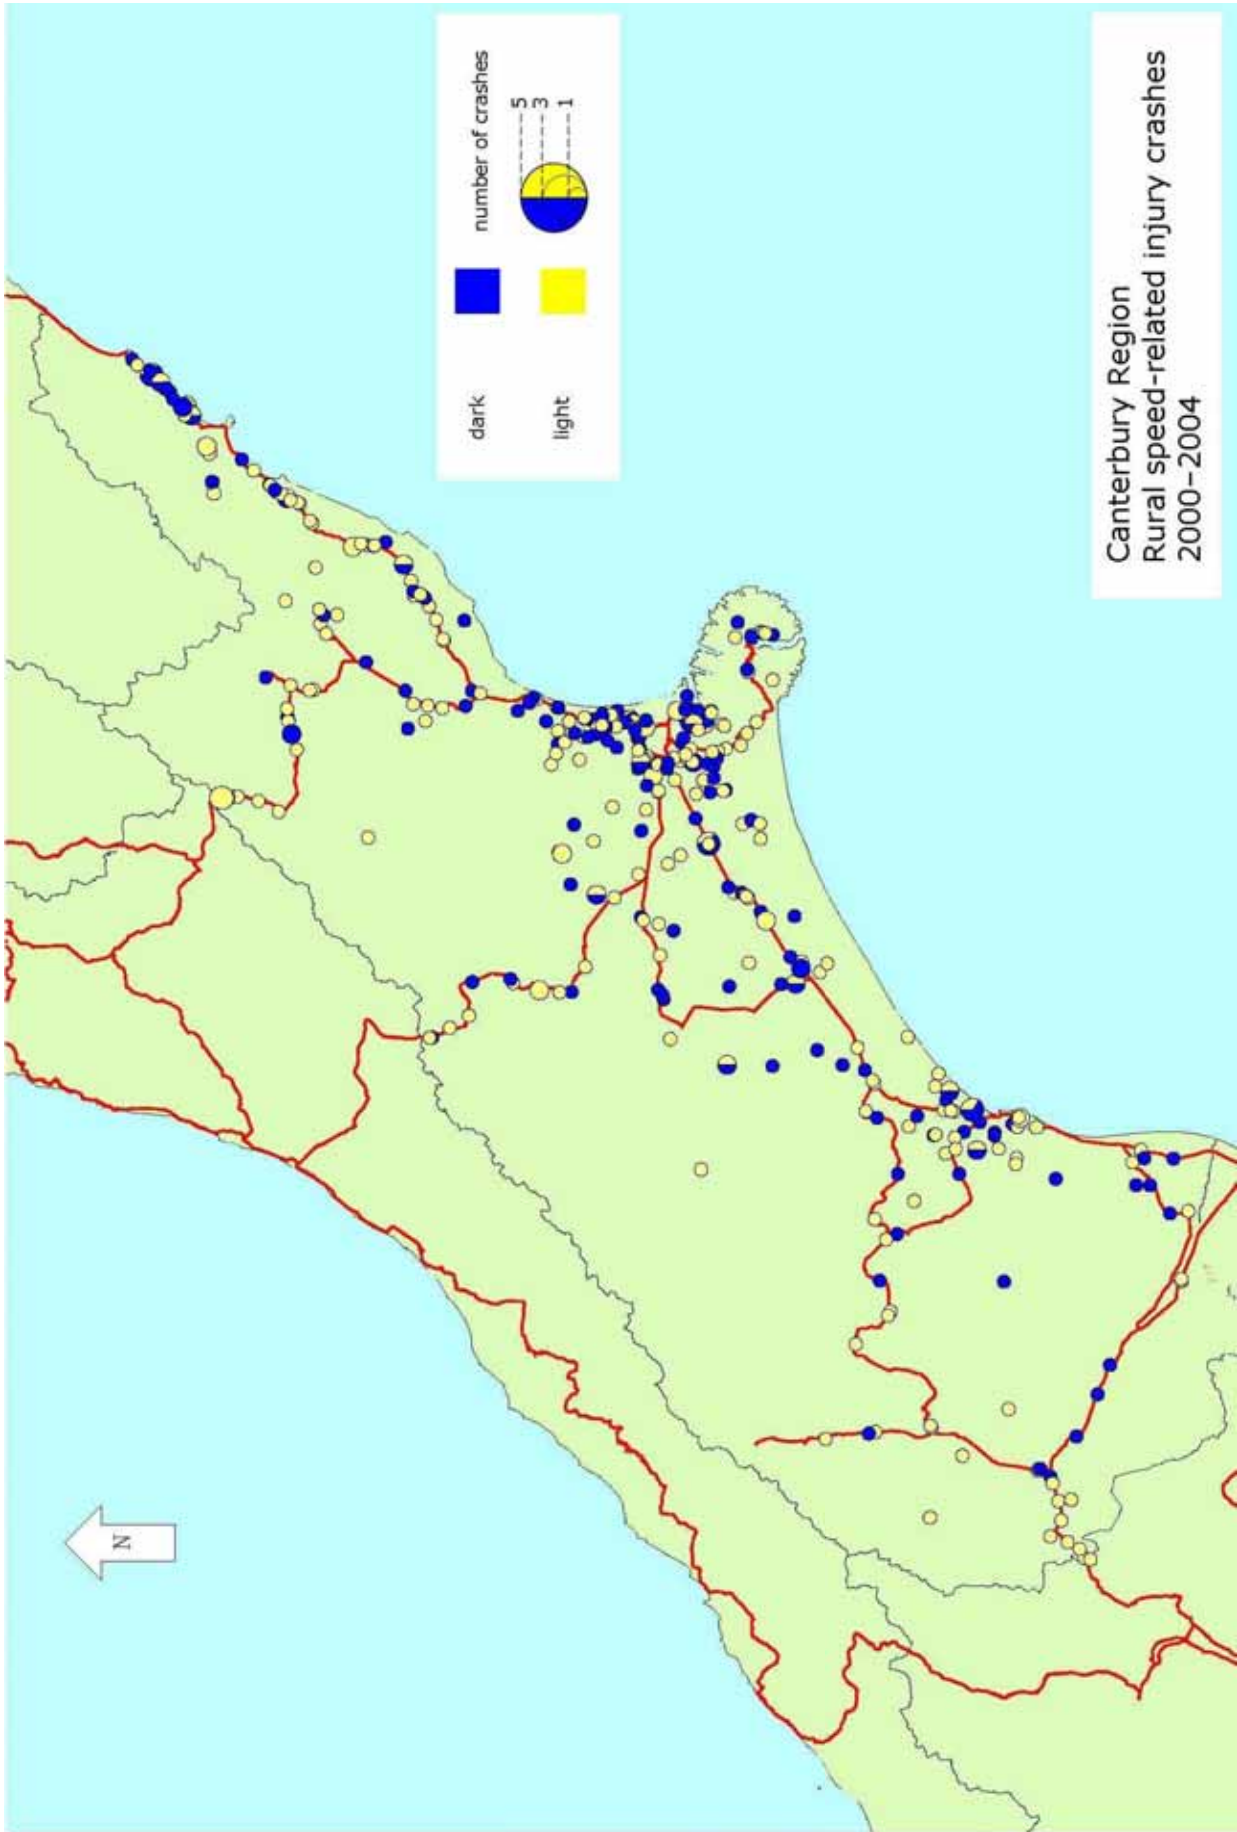 number of crashes
5
3
1
dark
light
Canterbury Region
Rural speed-related injury crashes
2000–2004
N